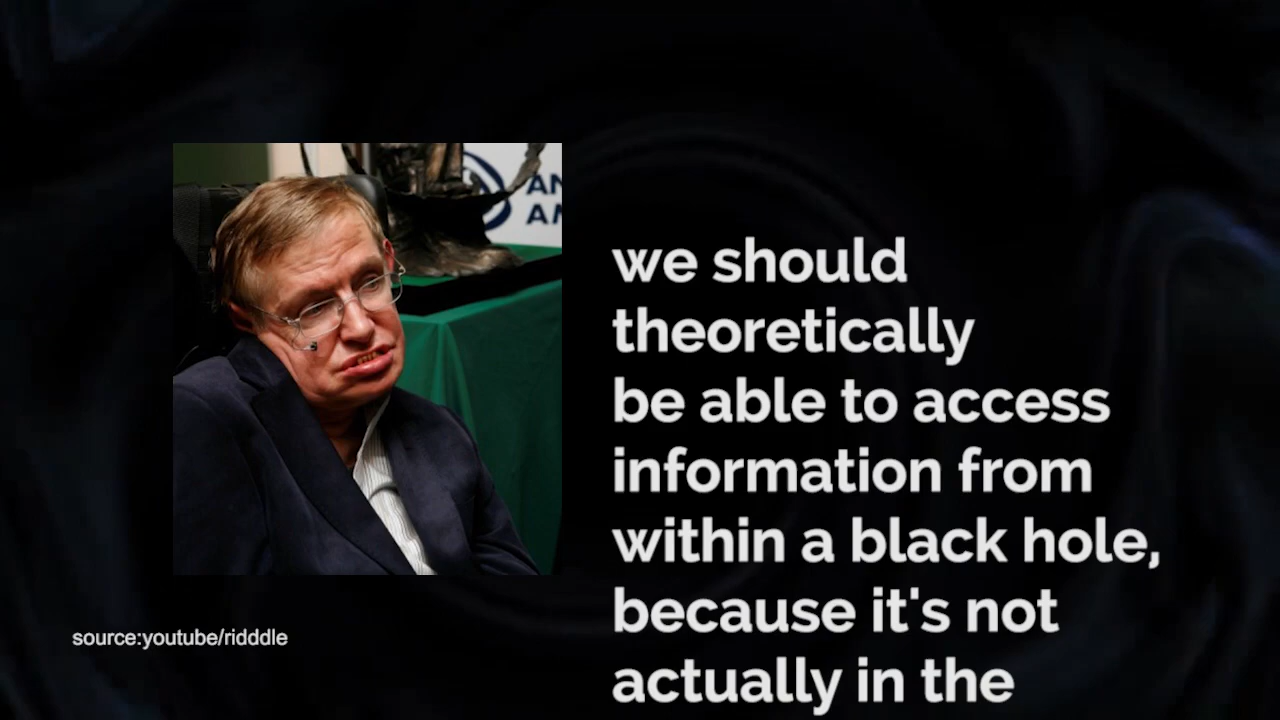 we should
theoretically
be able to access
information from
within a black hole,
because it's not
actually in the
source:youtube/ridddle